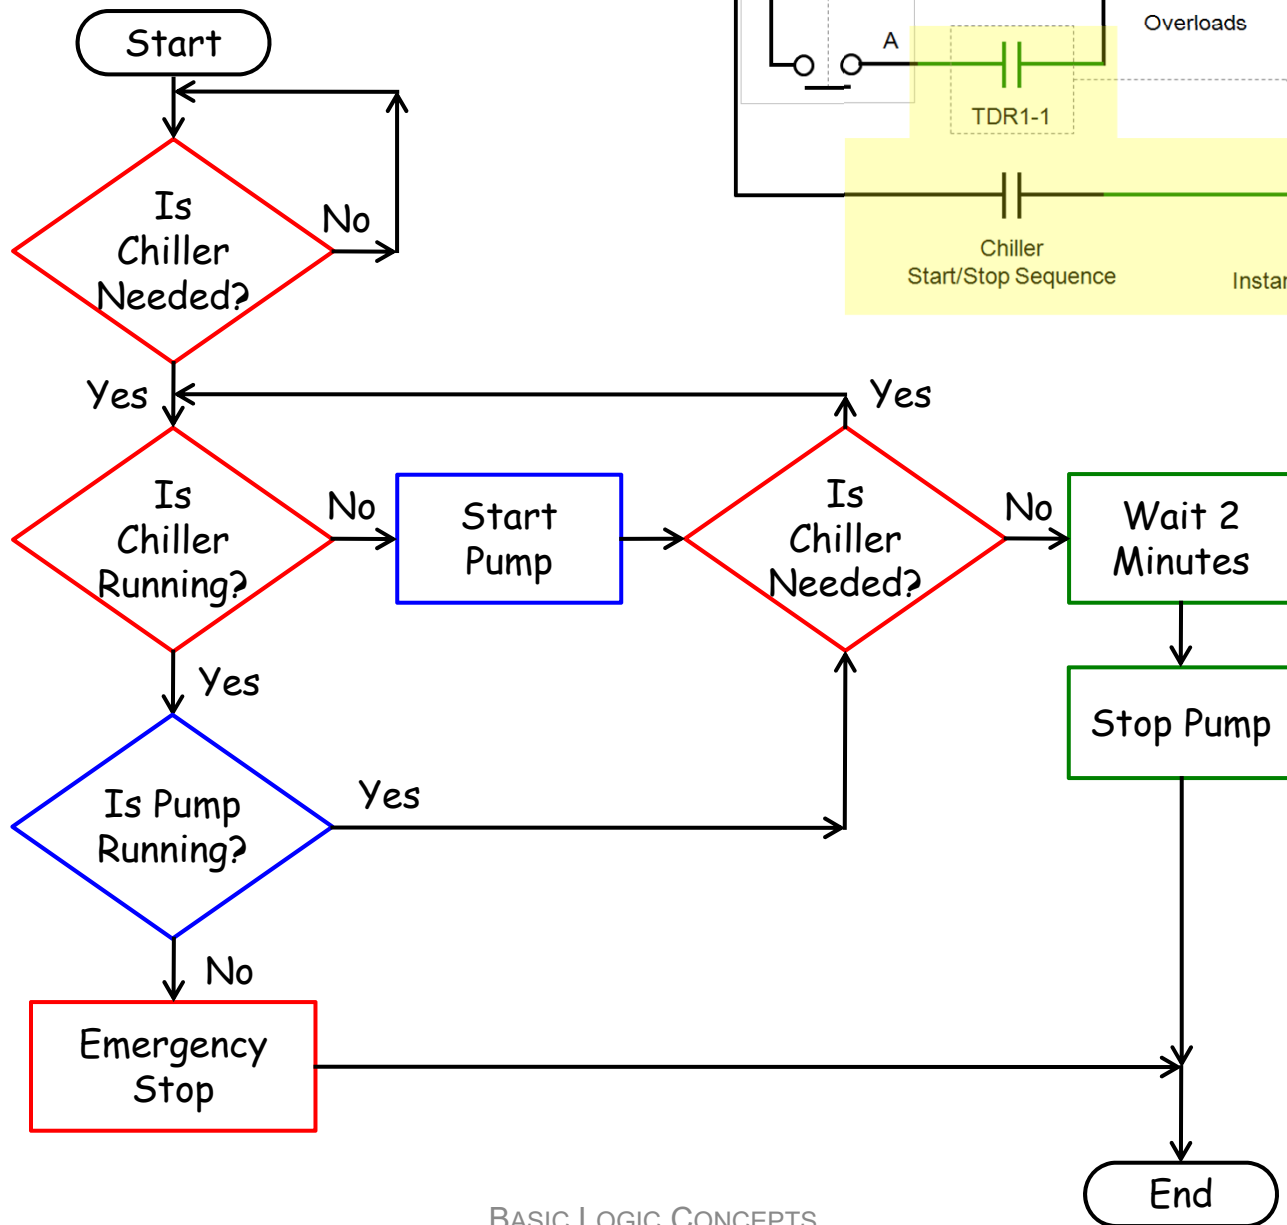 Start
Overloads
A
TDR1-1
Is
Chiller
Needed?
No
Chiller
Start/Stop Sequence
Instan
Yes
Yes
Is
Chiller
Running?
No
Start
Pump
Is
Chiller
Needed?
No
Wait 2
Minutes
Yes
Stop Pump
Is Pump
Running?
Yes
No
Emergency
Stop
End
BASIC LOGIC CONCEPTS